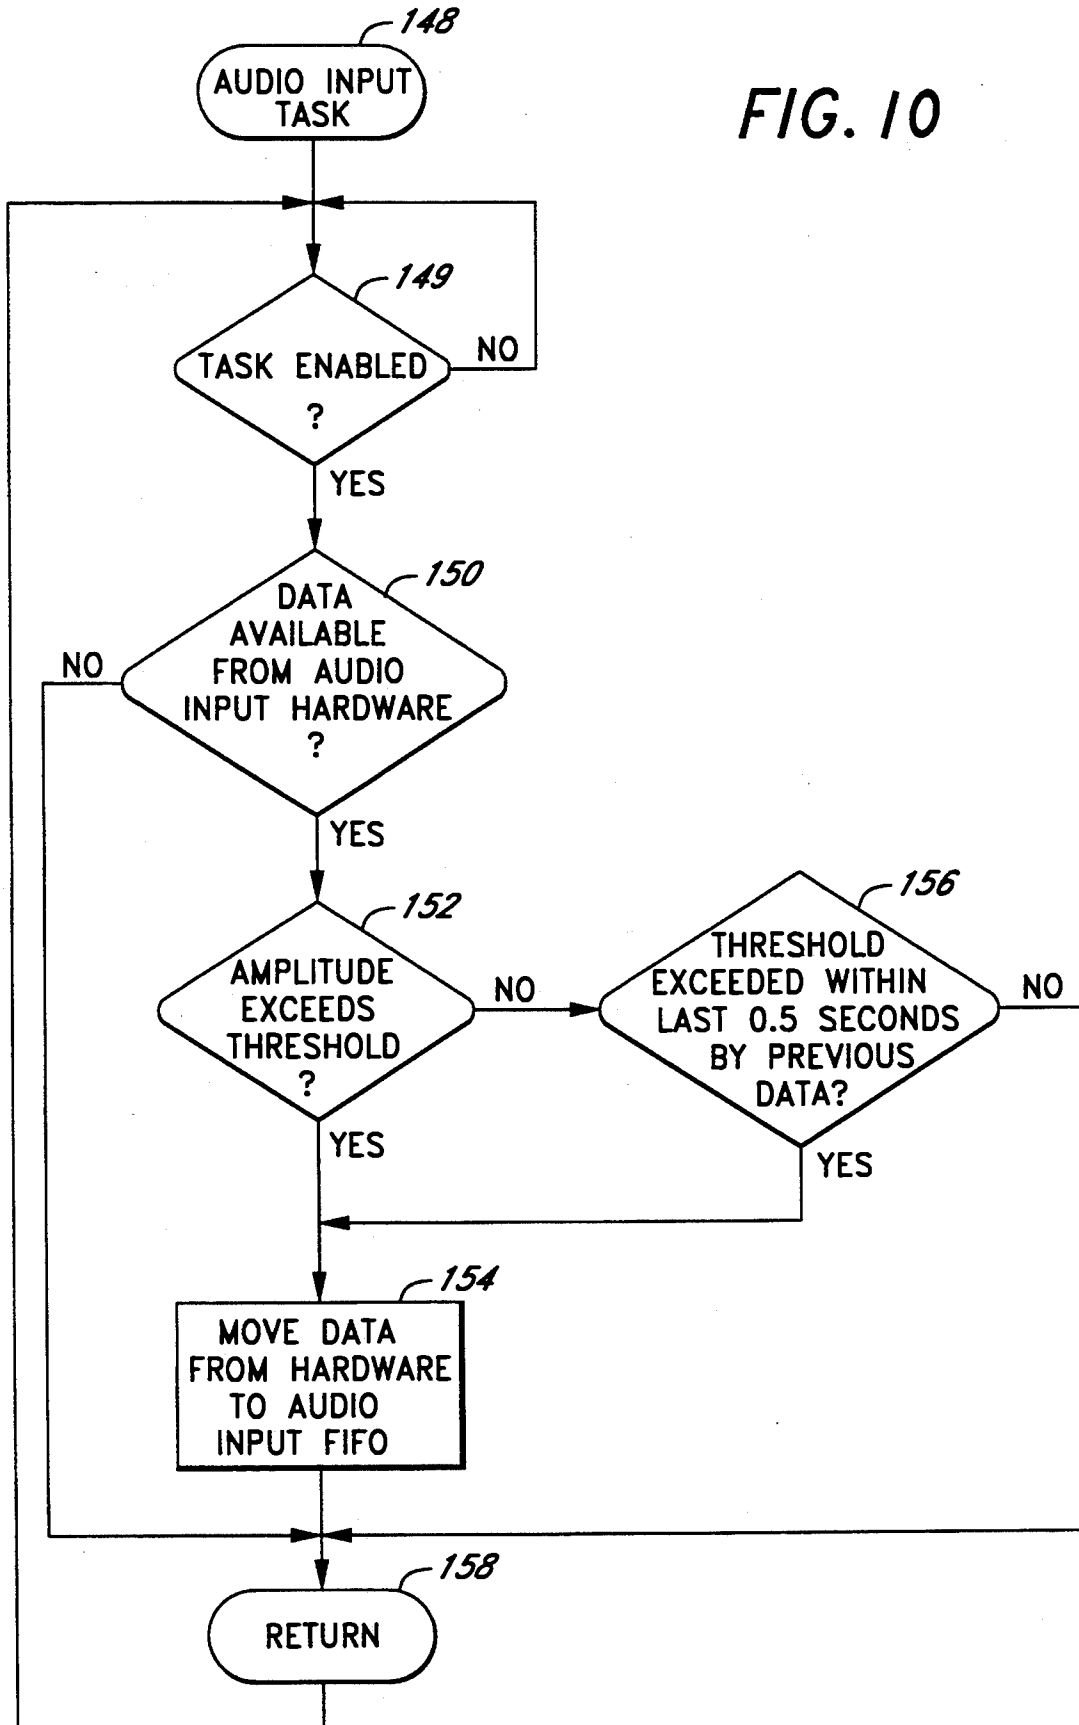 148
AUDIO INPUT
TASK
FIG. 10
149
TASK ENABLED
?
NO
YES
150
DATA
AVAILABLE
FROM AUDIO
INPUT HARDWARE
?
NO
YES
152
AMPLITUDE
EXCEEDS
THRESHOLD
?
NO
YES
156
THRESHOLD
EXCEEDED WITHIN
LAST 0.5 SECONDS
BY PREVIOUS
DATA?
NO
YES
154
MOVE DATA
FROM HARDWARE
TO AUDIO
INPUT FIFO
158
RETURN